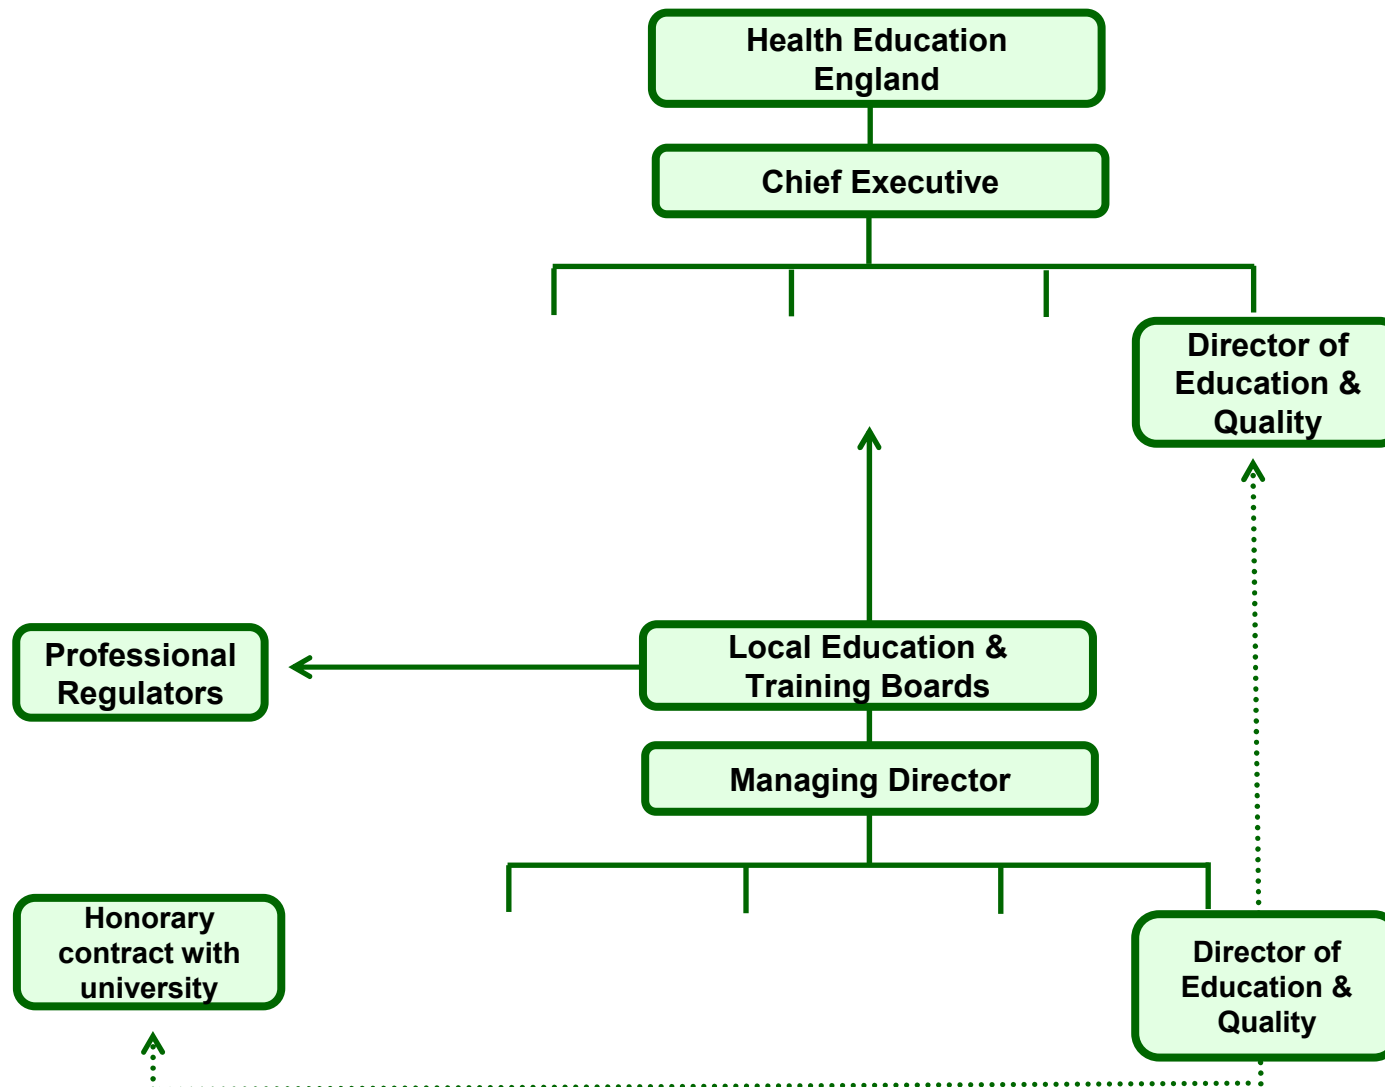 Health Education
England
Chief Executive
Director of
Education &
Quality
Professional
Regulators
Local Education &
Training Boards
Managing Director
Honorary
contract with
university
Director of
Education &
Quality